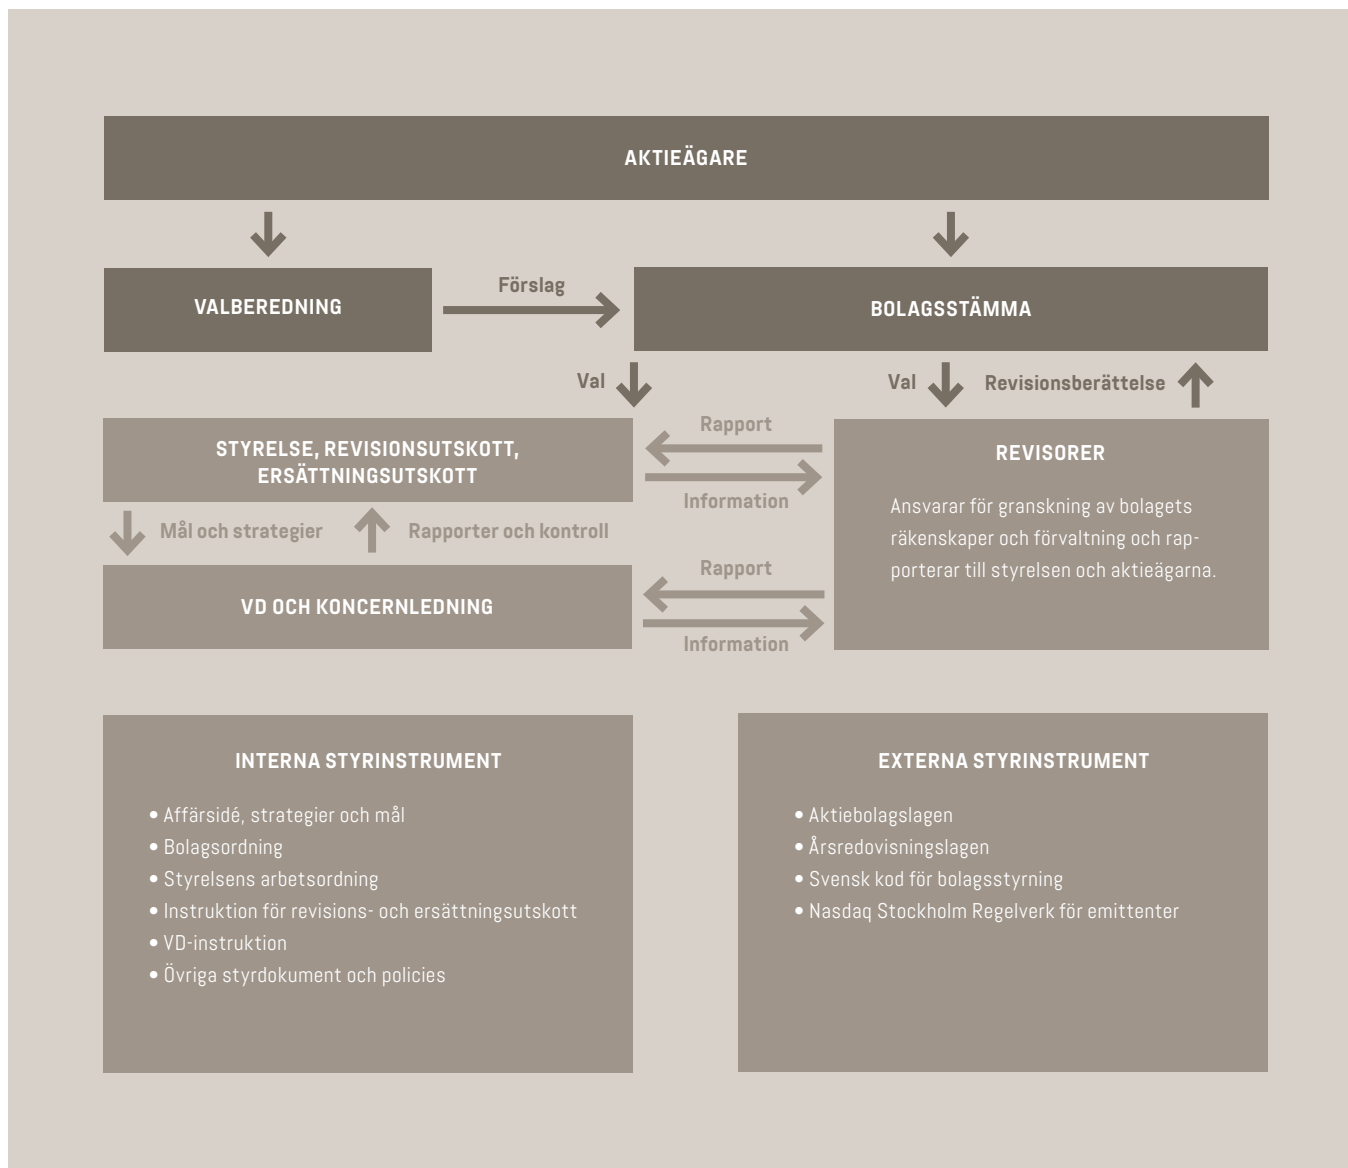 AKTIEÄGARE
VALBEREDNING
Förslag
BOLAGSSTÄMMA
Val
Val
Revisionsberättelse
STYRELSE, REVISIONSUTSKOTT,
ERSÄTTNINGSUTSKOTT
Rapport
Information
REVISORER
Ansvarar för granskning av bolagets
räkenskaper och förvaltning och rap-
porterar till styrelsen och aktieägarna.
Mål och strategier
Rapporter och kontroll
VD OCH KONCERNLEDNING
Rapport
Information
INTERNA STYRINSTRUMENT
• Affärsidé, strategier och mål
• Bolagsordning
• Styrelsens arbetsordning
• Instruktion för revisions- och ersättningsutskott
• VD-instruktion
• Övriga styrdokument och policies
EXTERNA STYRINSTRUMENT
• Aktiebolagslagen
• Årsredovisningslagen
• Svensk kod för bolagsstyrning
• Nasdaq Stockholm Regelverk för emittenter